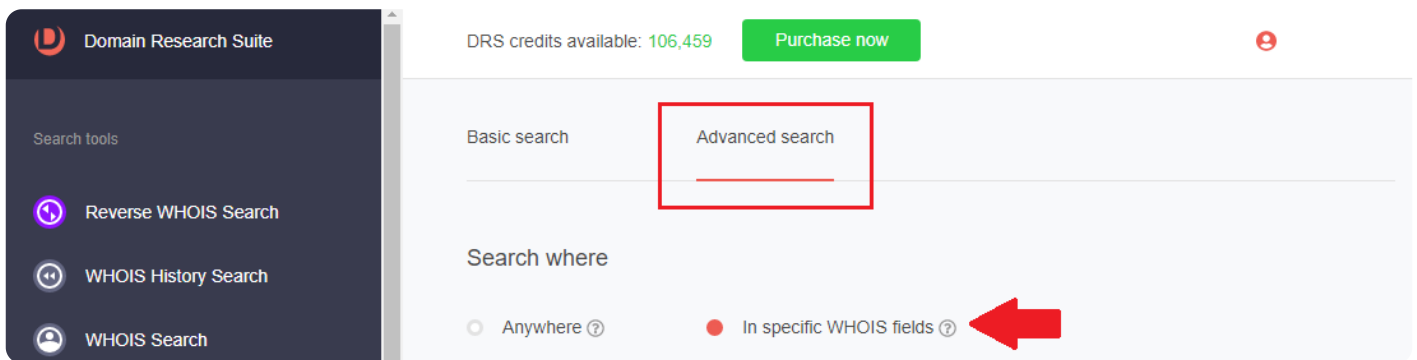 Domain Research Suite
DRS credits available: 106,459
Purchase now
Search tools
Reverse WHOIS Search
WHOIS History Search
WHOIS Search
Basic search
Advanced search
Search where
Anywhere ?
In specific WHOIS fields ?